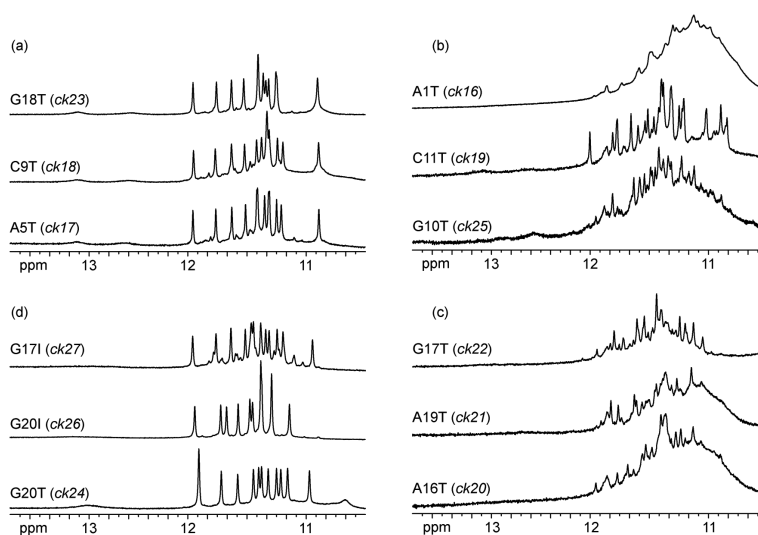 (a)
G18T (ck23)
C9T (ck18)
A5T (ck17)
ppm 13 12 11
(b)
A1T (ck16)
C11T (ck19)
G10T (ck25)
ppm 13 12 11
(d)
G17I (ck27)
G20I (ck26)
G20T (ck24)
ppm 13 12 11
(c)
G17T (ck22)
A19T (ck21)
A16T (ck20)
ppm 13 12 11